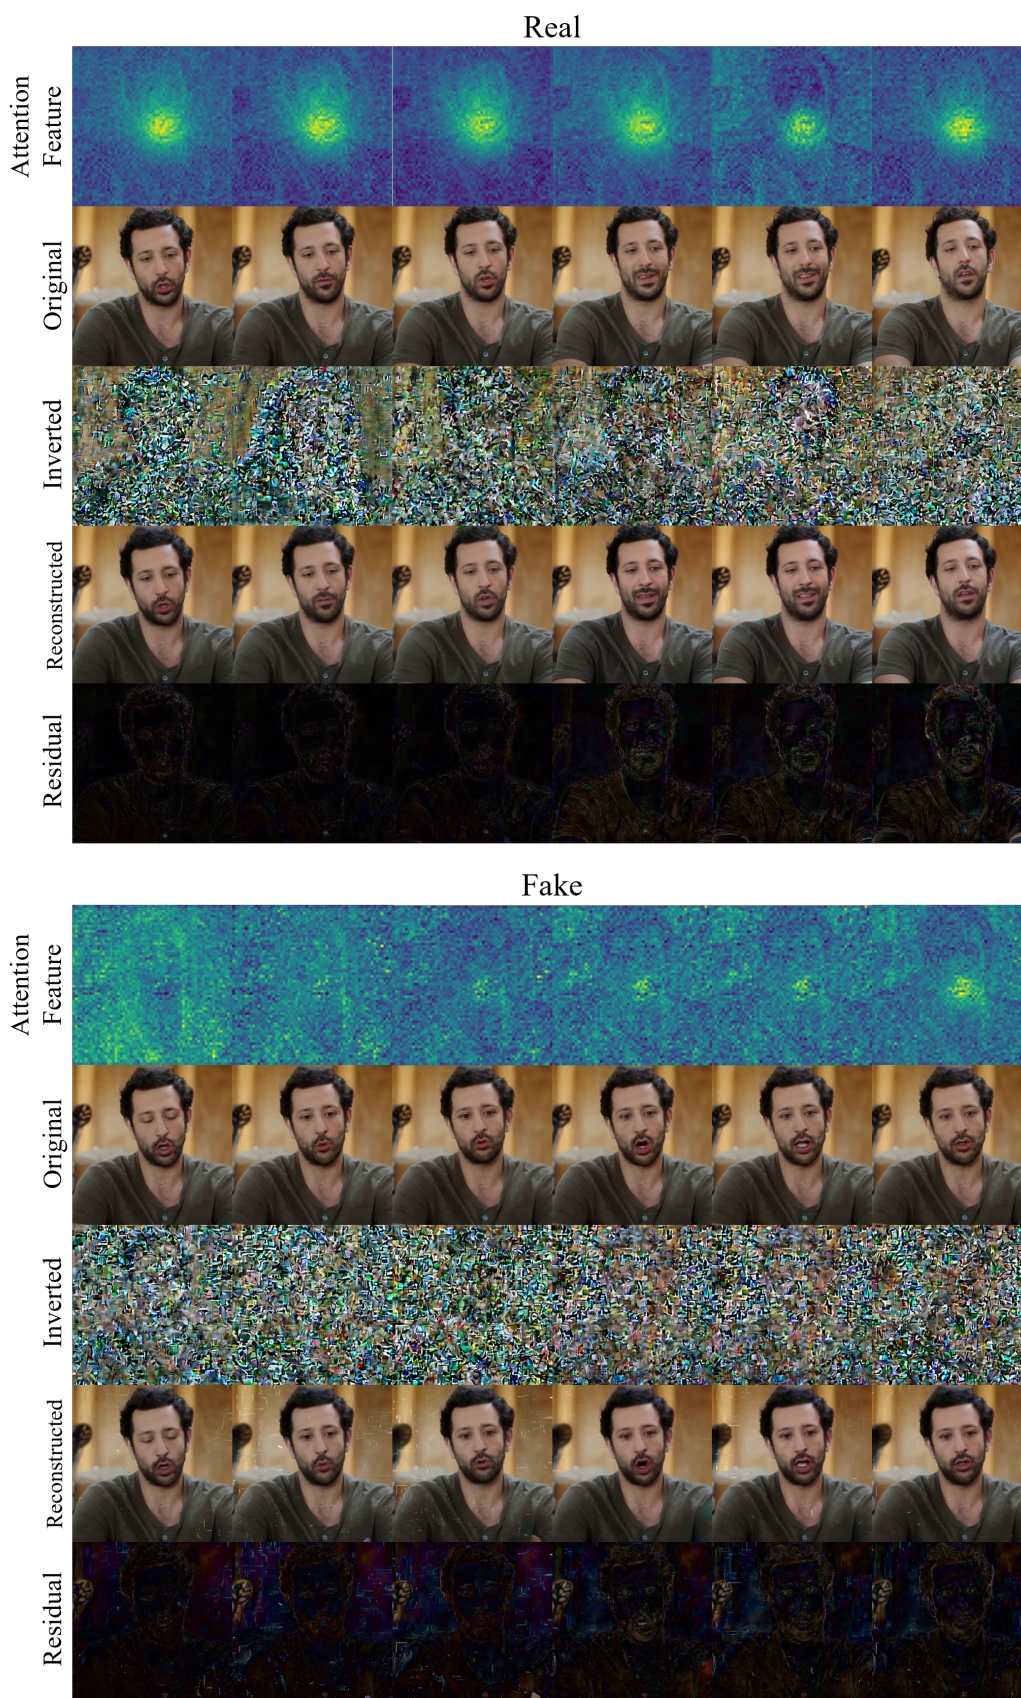 Real
Attention
Feature
Original
Inverted
Reconstructed
Residual
Fake
Attention
Feature
Original
Inverted
Reconstructed
Residual